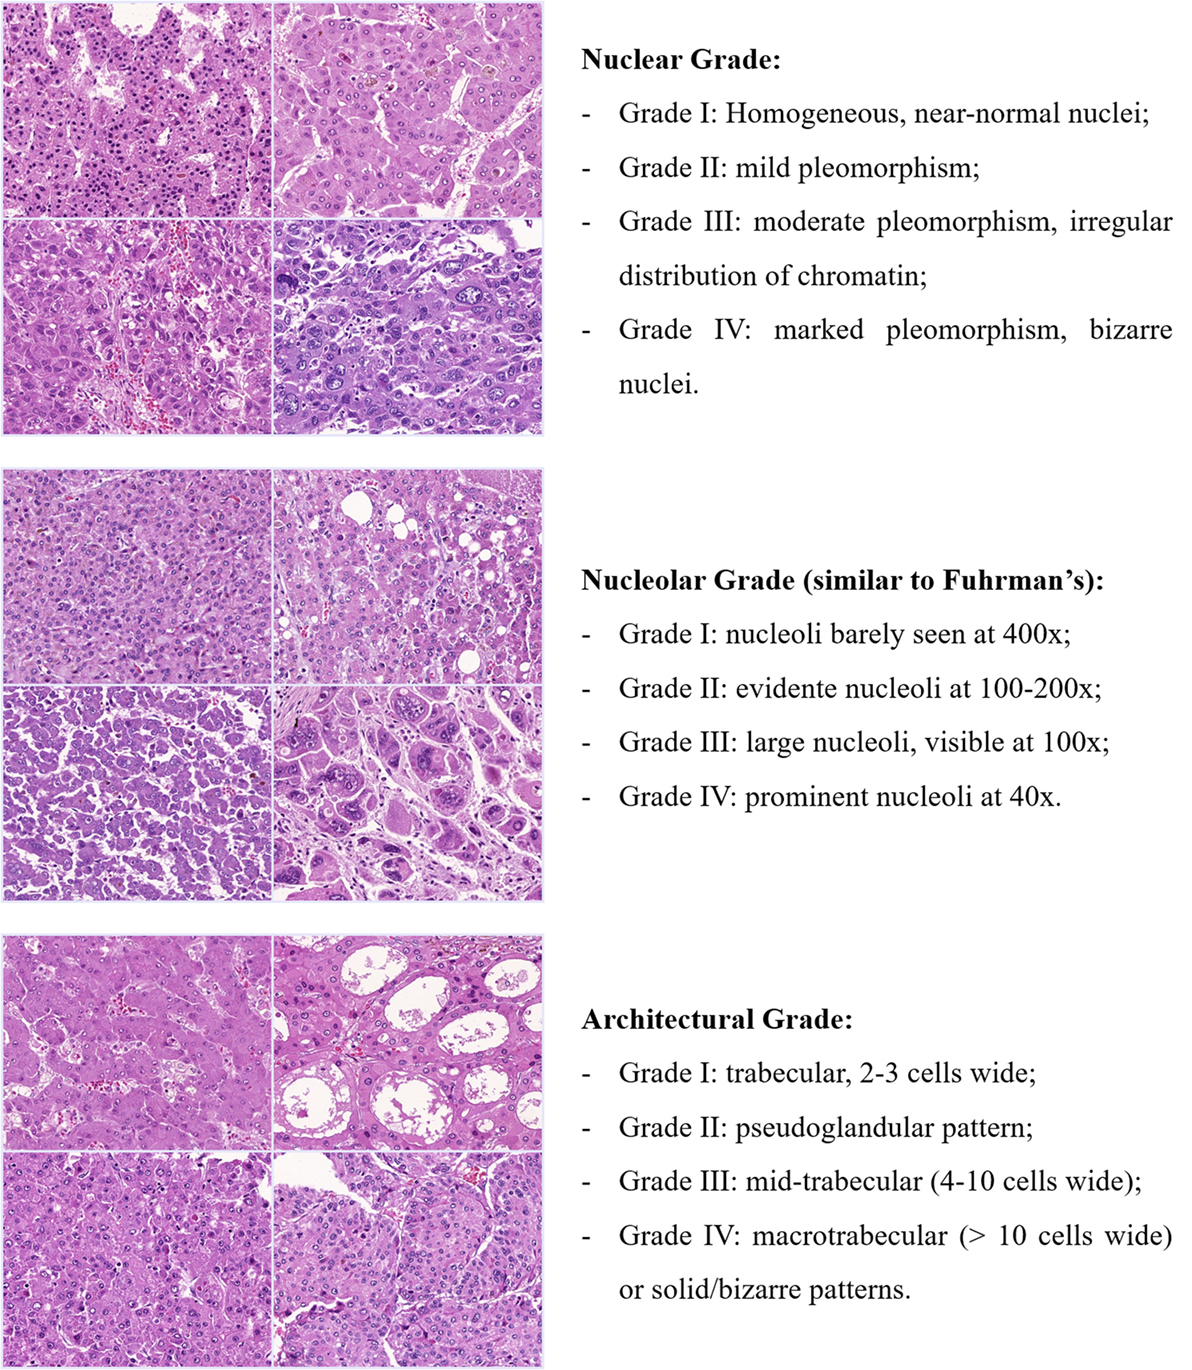 Nuclear Grade:
- Grade I: Homogeneous, near-normal nuclei;
- Grade II: mild pleomorphism;
- Grade III: moderate pleomorphism, irregular
distribution of chromatin;
- Grade IV: marked pleomorphism, bizarre
nuclei.
Nucleolar Grade (similar to Fuhrman’s):
- Grade I: nucleoli barely seen at 400x;
- Grade II: evidente nucleoli at 100-200x;
- Grade III: large nucleoli, visible at 100x;
- Grade IV: prominent nucleoli at 40x.
Architectural Grade:
- Grade I: trabecular, 2-3 cells wide;
- Grade II: pseudoglandular pattern;
- Grade III: mid-trabecular (4-10 cells wide);
- Grade IV: macrotrabecular (> 10 cells wide)
or solid/bizarre patterns.